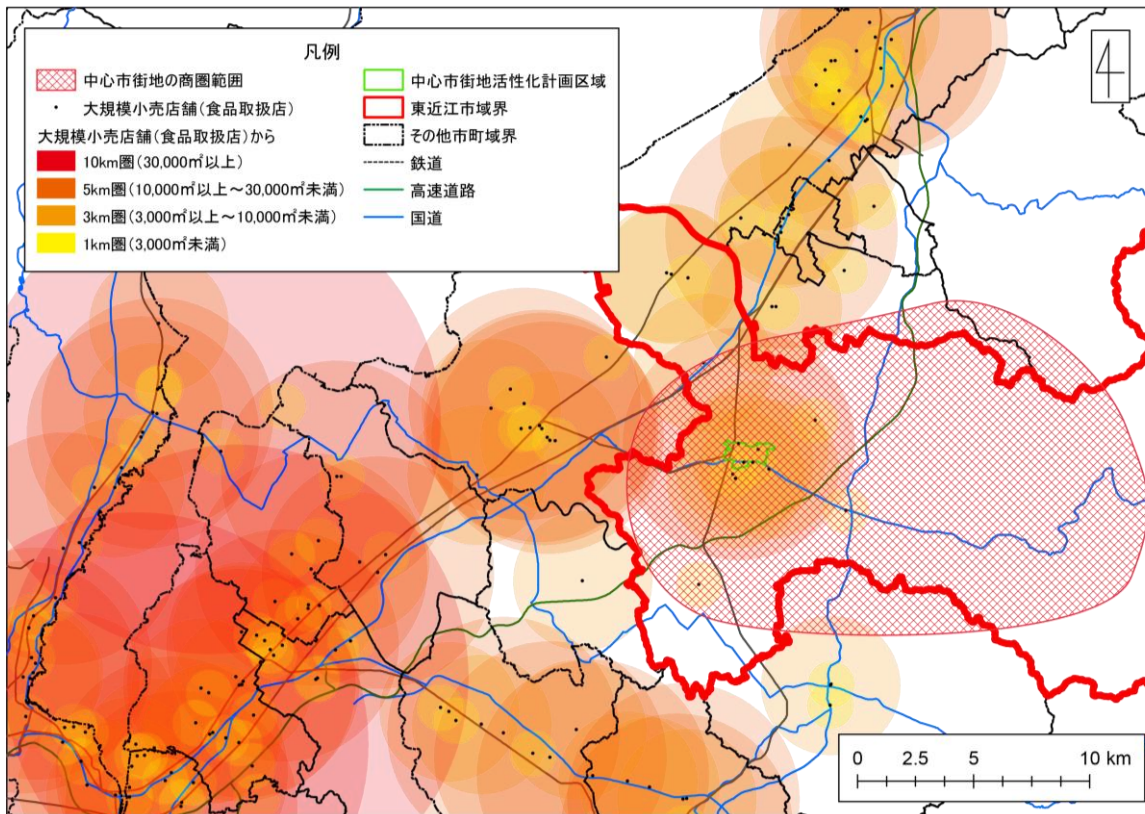 凡例
中心市街地の商圏範囲
大規模小売店舗(食品取扱店)
大規模小売店舗(食品取扱店)から
10km圏(30,000㎡以上)
5km圏(10,000㎡以上～30,000㎡未満)
3km圏(3,000㎡以上～10,000㎡未満)
1km圏(3,000㎡未満)
中心市街地活性化計画区域
東近江市域界
その他市町域界
鉄道
高速道路
国道
0 2.5 5 10 km